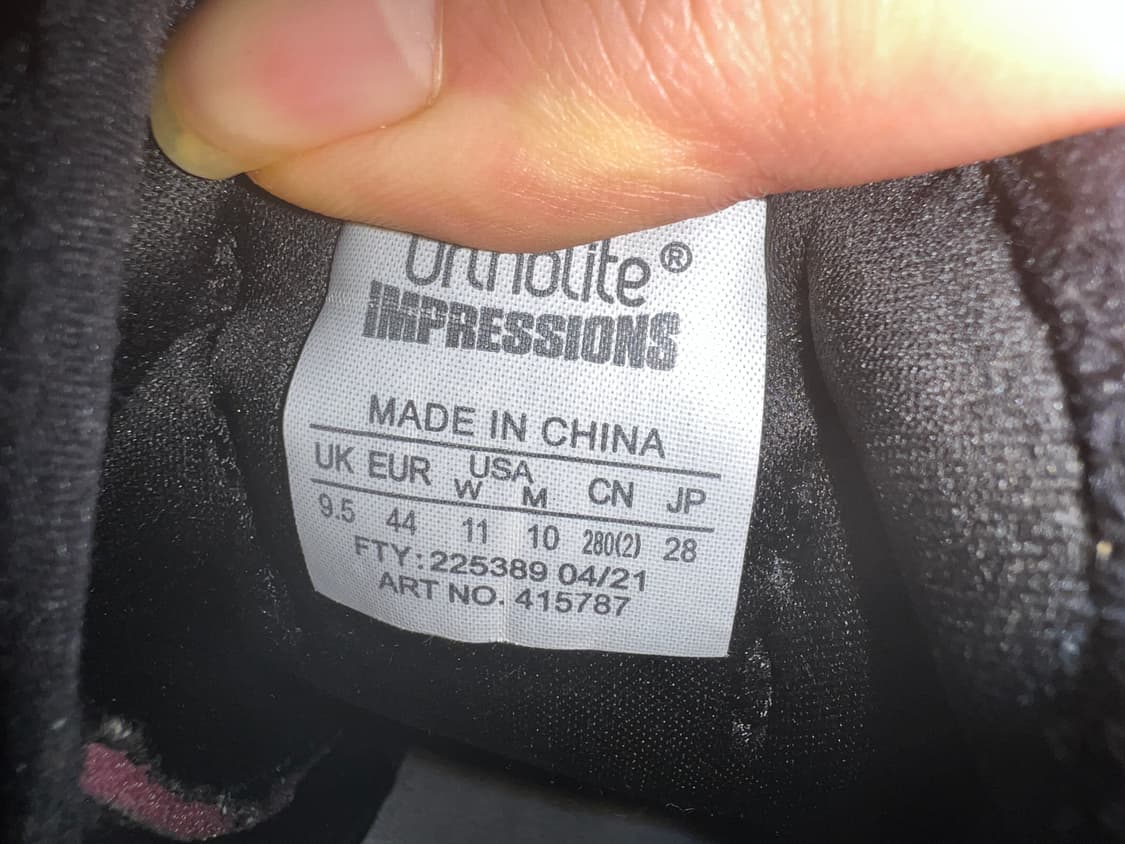 Ortholite®
IMPRESSIONS
MADE IN CHINA
UK EUR USA CN JP
W M
9.5 44 11 10 280(2) 28
FTY:225389 04/21
ART NO. 415787